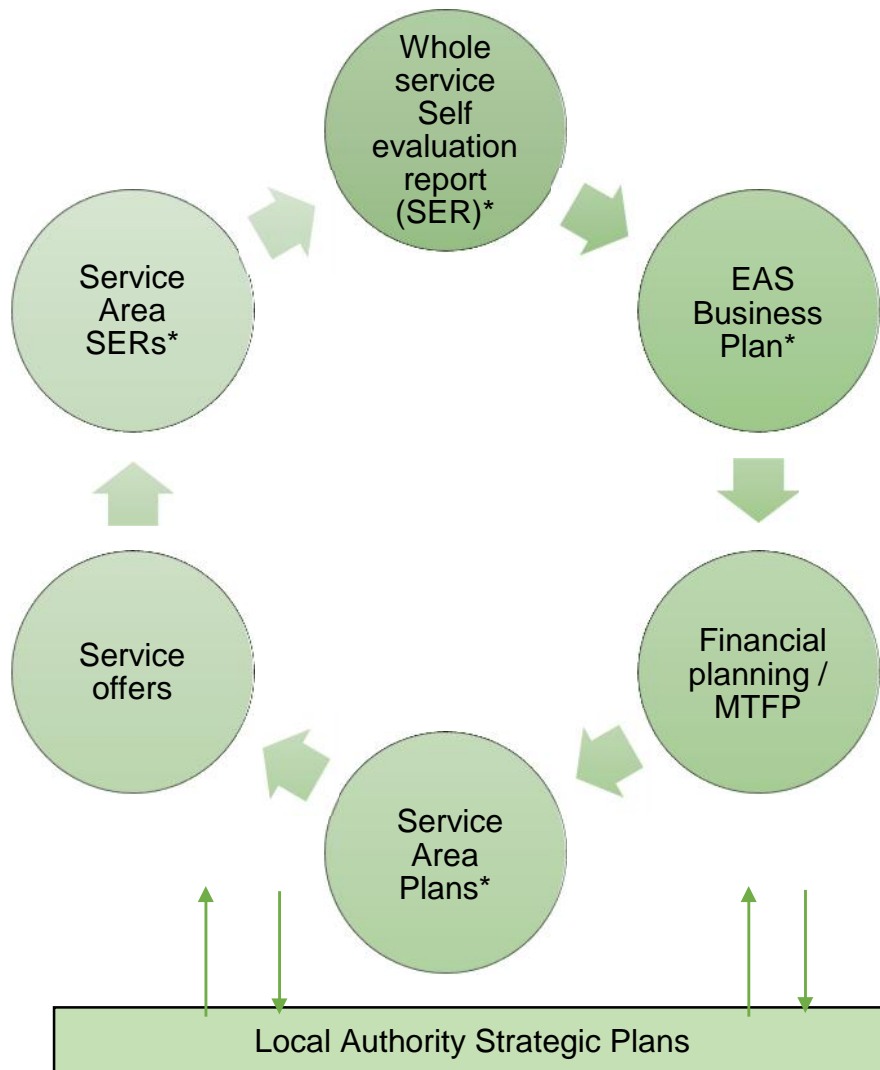 Whole
service
Self
evaluation
report
(SER)*
EAS
Business
Plan*
Financial
planning /
MTFP
Service
Area
Plans*
Service
offers
Service
Area
SERs*
Local Authority Strategic Plans